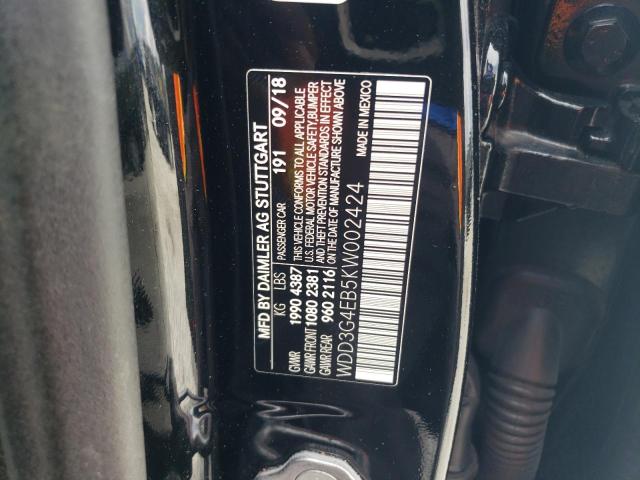 MFD BY DAIMLER AG STUTTGART
KG LBS PASSENGER CAR 191 09/18
GVWR 1990 4387 THIS VEHICLE CONFORMS TO ALL APPLICABLE
GAWR FRONT 1080 2381 U.S. FEDERAL MOTOR VEHICLE SAFETY,BUMPER
GAWR REAR 960 2116 AND THEFT PREVENTION STANDARDS IN EFFECT
ON THE DATE OF MANUFACTURE SHOWN ABOVE
WDD3G4EB5KW002424 MADE IN MEXICO